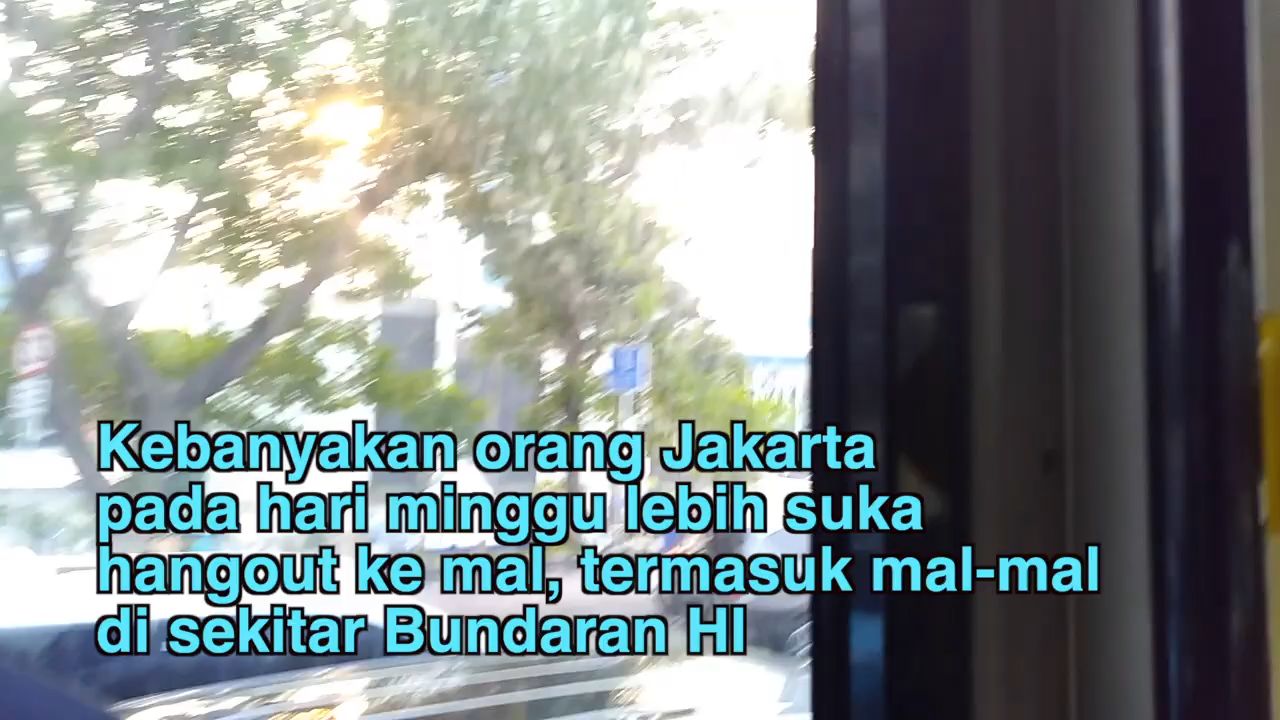 Kebanyakan orang Jakarta
pada hari minggu lebih suka
hangout ke mal, termasuk mal-mal
di sekitar Bundaran HI